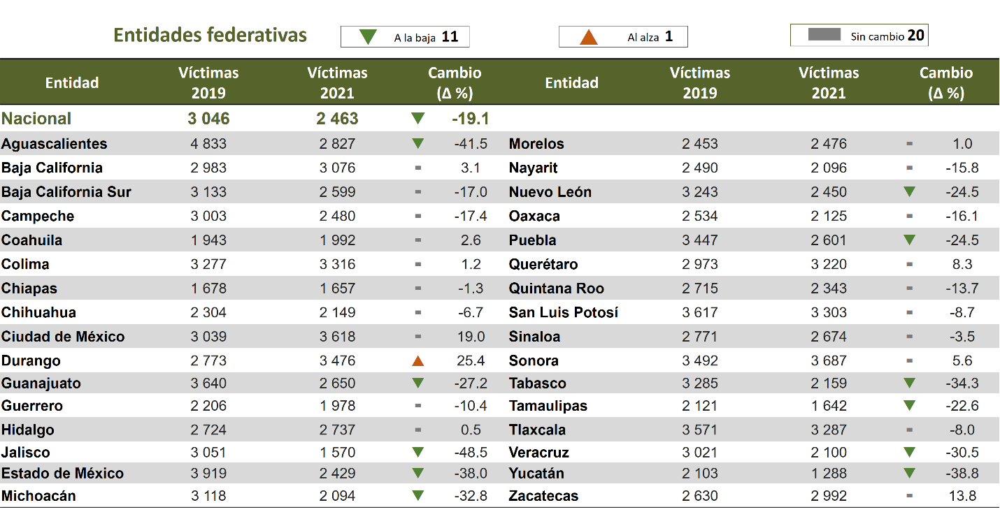 Entidades federativas A la baja 11 Al alza 1 Sin cambio 20
Entidad Víctimas 2019 Víctimas 2021 Cambio (Δ %) Entidad Víctimas 2019 Víctimas 2021 Cambio (Δ %)
Nacional 3 046 2 463 ▼ -19.1
Aguascalientes 4 833 2 827 ▼ -41.5 Morelos 2 453 2 476 - 1.0
Baja California 2 983 3 076 - 3.1 Nayarit 2 490 2 096 - -15.8
Baja California Sur 3 133 2 599 - -17.0 Nuevo León 3 243 2 450 ▼ -24.5
Campeche 3 003 2 480 - -17.4 Oaxaca 2 534 2 125 - -16.1
Coahuila 1 943 1 992 - 2.6 Puebla 3 447 2 601 ▼ -24.5
Colima 3 277 3 316 - 1.2 Querétaro 2 973 3 220 - 8.3
Chiapas 1 678 1 657 - -1.3 Quintana Roo 2 715 2 343 - -13.7
Chihuahua 2 304 2 149 - -6.7 San Luis Potosí 3 617 3 303 - -8.7
Ciudad de México 3 039 3 618 - 19.0 Sinaloa 2 771 2 674 - -3.5
Durango 2 773 3 476 ▲ 25.4 Sonora 3 492 3 687 - 5.6
Guanajuato 3 640 2 650 ▼ -27.2 Tabasco 3 285 2 159 ▼ -34.3
Guerrero 2 206 1 978 - -10.4 Tamaulipas 2 121 1 642 ▼ -22.6
Hidalgo 2 724 2 737 - 0.5 Tlaxcala 3 571 3 287 - -8.0
Jalisco 3 051 1 570 ▼ -48.5 Veracruz 3 021 2 100 ▼ -30.5
Estado de México 3 919 2 429 ▼ -38.0 Yucatán 2 103 1 288 ▼ -38.8
Michoacán 3 118 2 094 ▼ -32.8 Zacatecas 2 630 2 992 - 13.8